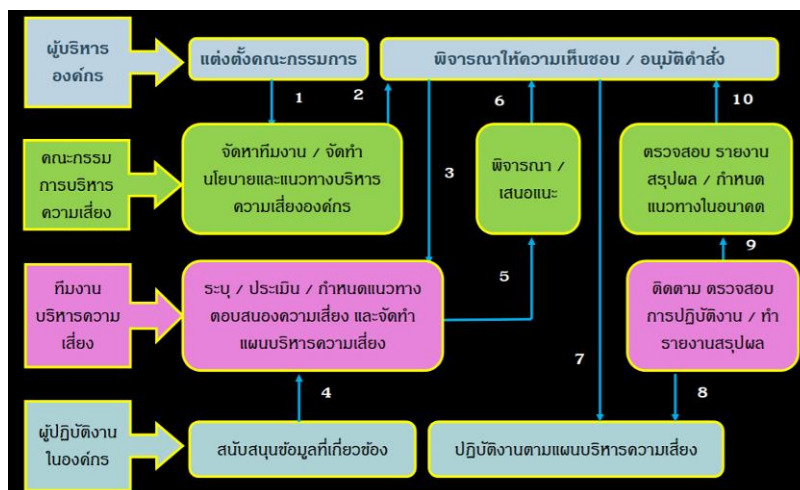 ผู้บริหาร
องค์กร
แต่งตั้งคณะกรรมการ
พิจารณาให้ความเห็นชอบ / อนุมัติคำสั่ง
1
2
6
10
คณะกรรม
การบริหาร
ความเสี่ยง
จัดหาทีมงาน / จัดทำ
นโยบายและแนวทางบริหาร
ความเสี่ยงองค์กร
3
พิจารณา /
เสนอแนะ
ตรวจสอบ รายงาน
สรุปผล / กำหนด
แนวทางในอนาคต
9
5
ทีมงาน
บริหารความ
เสี่ยง
ระบุ / ประเมิน / กำหนดแนวทาง
ตอบสนองความเสี่ยง และจัดทำ
แผนบริหารความเสี่ยง
ติดตาม ตรวจสอบ
การปฏิบัติงาน / ทำ
รายงานสรุปผล
7
4
8
ผู้ปฏิบัติงาน
ในองค์กร
สนับสนุนข้อมูลที่เกี่ยวข้อง
ปฏิบัติงานตามแผนบริหารความเสี่ยง